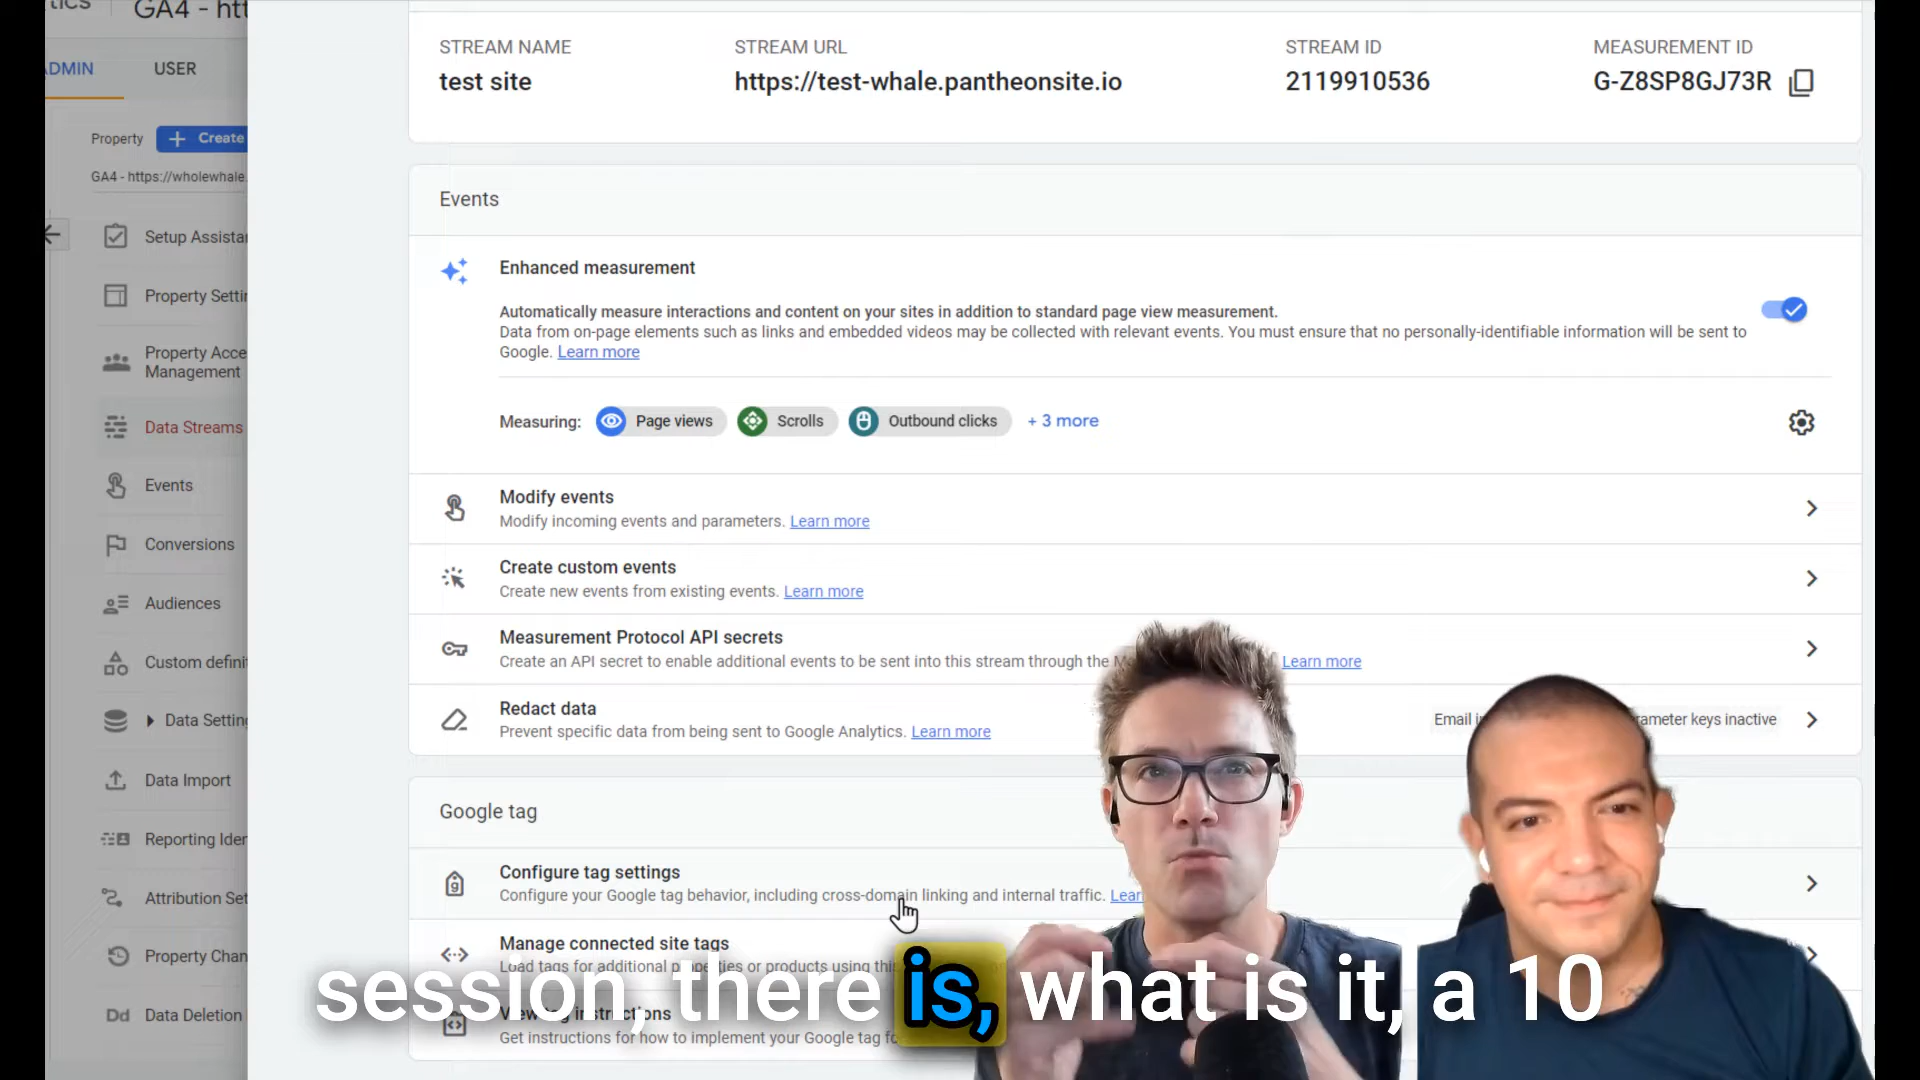 GA4 - htt
ADMIN
USER
Property
+ Create
GA4 - https://wholewhale.
Setup Assistan
Property Settin
Property Acce
Management
Data Streams
Events
Conversions
Audiences
Custom definit
Data Setting
Data Import
Reporting Iden
Attribution Set
Property Chan
Dd Data Deletion
STREAM NAME
test site
STREAM URL
https://test-whale.pantheonsite.io
STREAM ID
2119910536
MEASUREMENT ID
G-Z8SP8GJ73R
Events
Enhanced measurement
Automatically measure interactions and content on your sites in addition to standard page view measurement.
Data from on-page elements such as links and embedded videos may be collected with relevant events. You must ensure that no personally-identifiable information will be sent to
Google. Learn more
Measuring: Page views Scrolls Outbound clicks + 3 more
Modify events
Modify incoming events and parameters. Learn more
Create custom events
Create new events from existing events. Learn more
Measurement Protocol API secrets
Create an API secret to enable additional events to be sent into this stream through the M Learn more
Redact data
Prevent specific data from being sent to Google Analytics. Learn more
Email in rameter keys inactive
Google tag
Configure tag settings
Configure your Google tag behavior, including cross-domain linking and internal traffic. Lear
Manage connected site tags
Load tags for additional properties or products using this
View tag instructions
Get instructions for how to implement your Google tag fo
session, there is, what is it, a 10